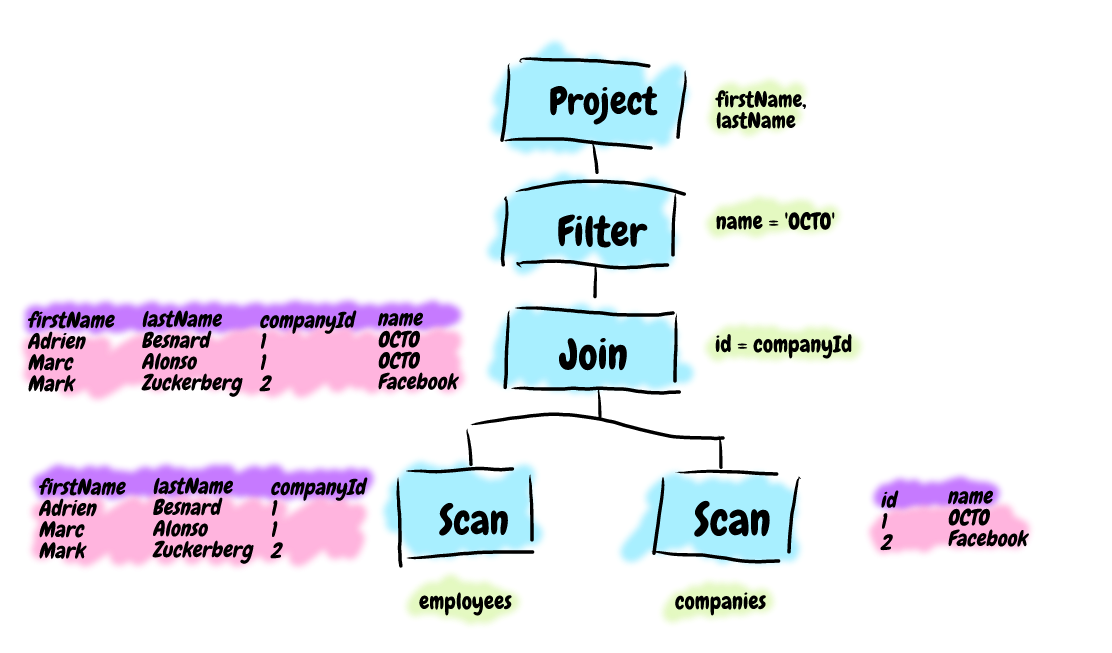 Project
firstName,
lastName
Filter
name = 'OCTO'
Join
id = companyId
firstName lastName companyId name
Adrien Besnard 1 OCTO
Marc Alonso 1 OCTO
Mark Zuckerberg 2 Facebook
firstName lastName companyId
Adrien Besnard 1
Marc Alonso 1
Mark Zuckerberg 2
Scan
employees
Scan
companies
id name
1 OCTO
2 Facebook